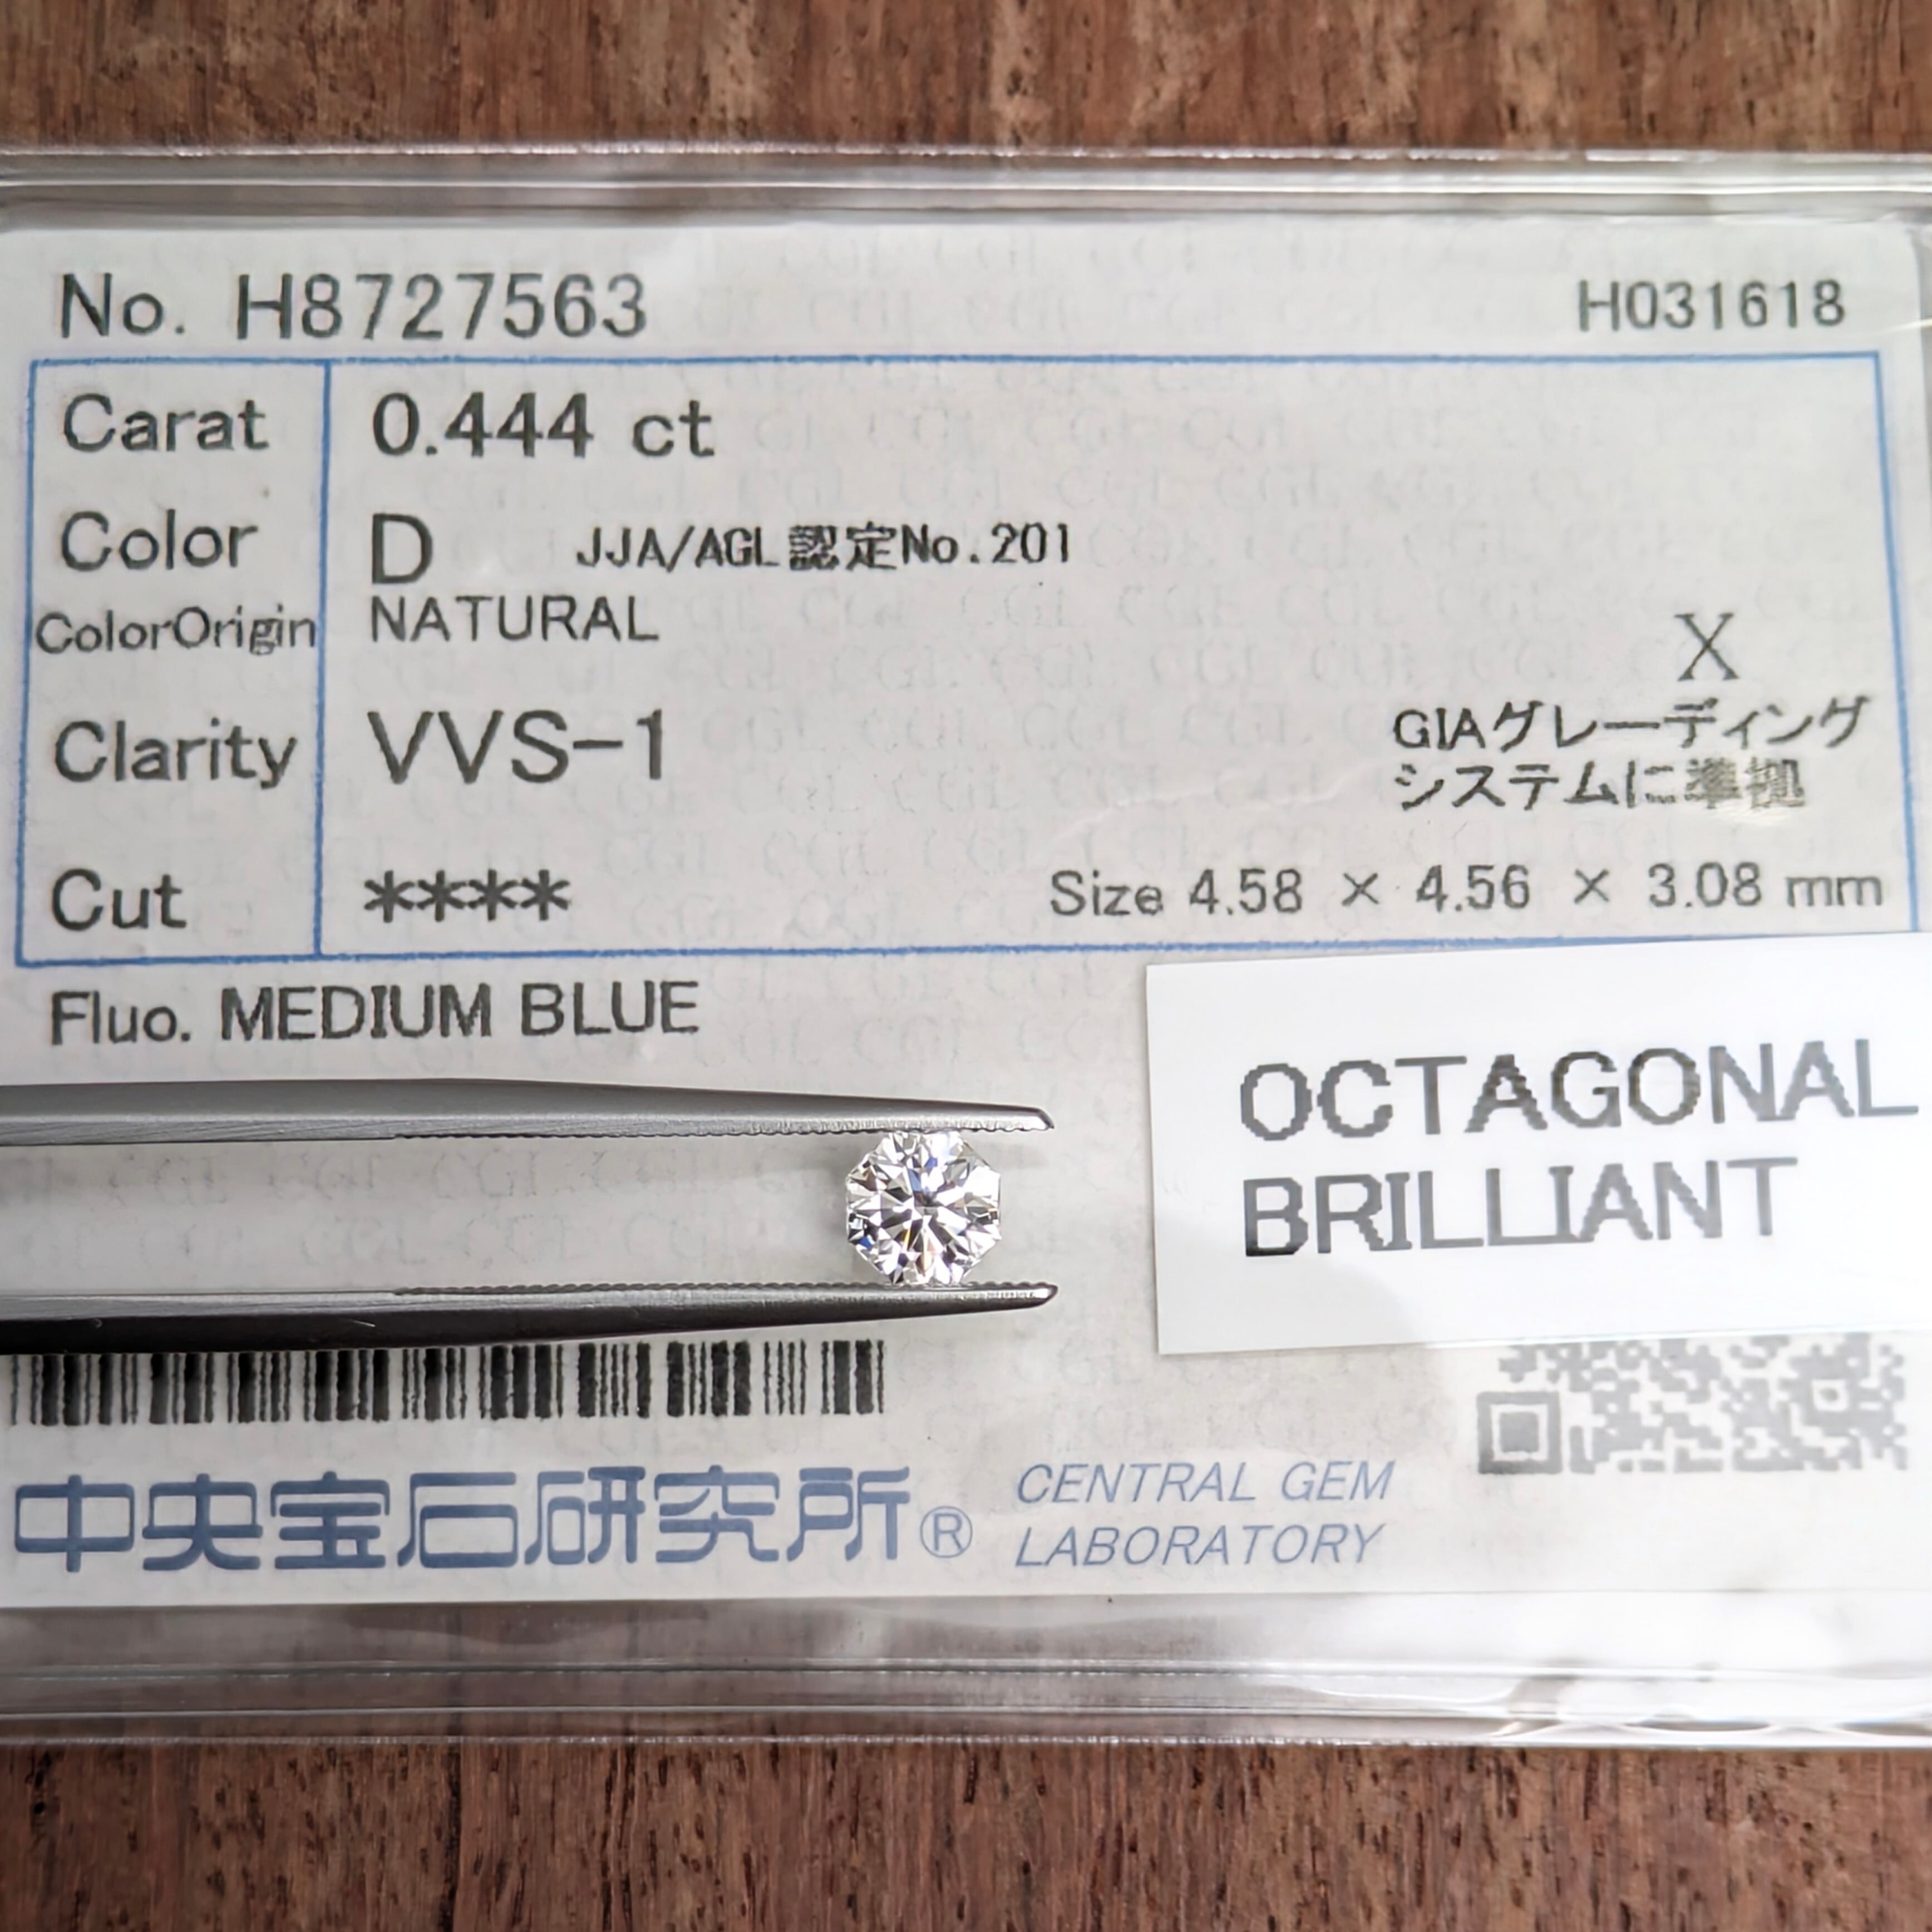 No. H8727563
H031618
Carat 0.444 ct
Color D JJA/AGL認定No.201
ColorOrigin NATURAL
X
Clarity VVS-1
GIAグレーディング
システムに準拠
Cut ****
Size 4.58 × 4.56 × 3.08 mm
Fluo. MEDIUM BLUE
OCTAGONAL
BRILLIANT
中央宝石研究所®
CENTRAL GEM
LABORATORY